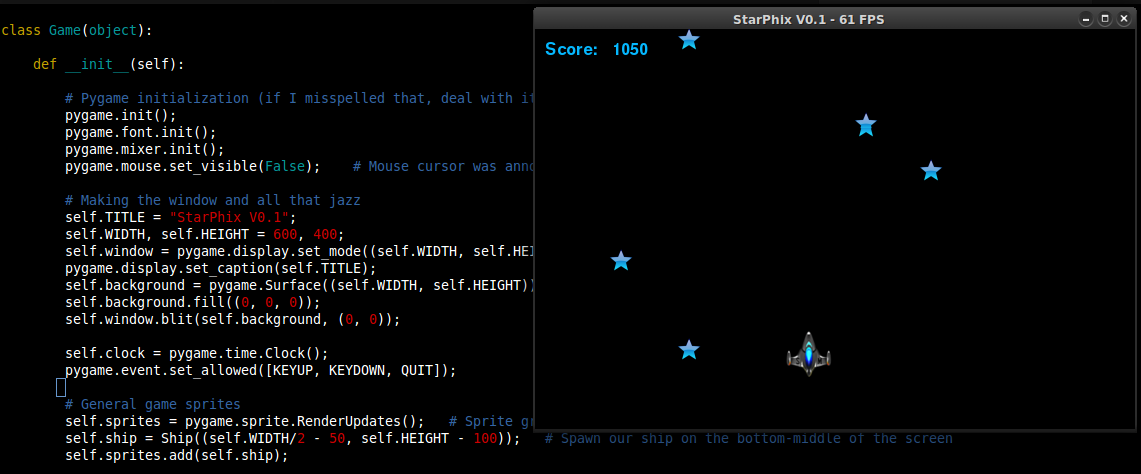 class Game(object):
def __init__(self):
# Pygame initialization (if I misspelled that, deal with it
pygame.init();
pygame.font.init();
pygame.mixer.init();
pygame.mouse.set_visible(False);    # Mouse cursor was
# Making the window and all that jazz
self.TITLE = "StarPhix V0.1";
self.WIDTH, self.HEIGHT = 600, 400;
self.window = pygame.display.set_mode((self.WIDTH, self.HEI
pygame.display.set_caption(self.TITLE);
self.background = pygame.Surface((self.WIDTH, self.HEIGHT))
self.background.fill((0, 0, 0));
self.window.blit(self.background, (0, 0));
self.clock = pygame.time.Clock();
pygame.event.set_allowed([KEYUP, KEYDOWN, QUIT]);
# General game sprites
self.sprites = pygame.sprite.RenderUpdates();   # Sprite
self.ship = Ship((self.WIDTH/2 - 50, self.HEIGHT - 100));   # Spawn our ship on the bottom-middle of the screen
self.sprites.add(self.ship);
StarPhix V0.1 - 61 FPS
Score: 1050